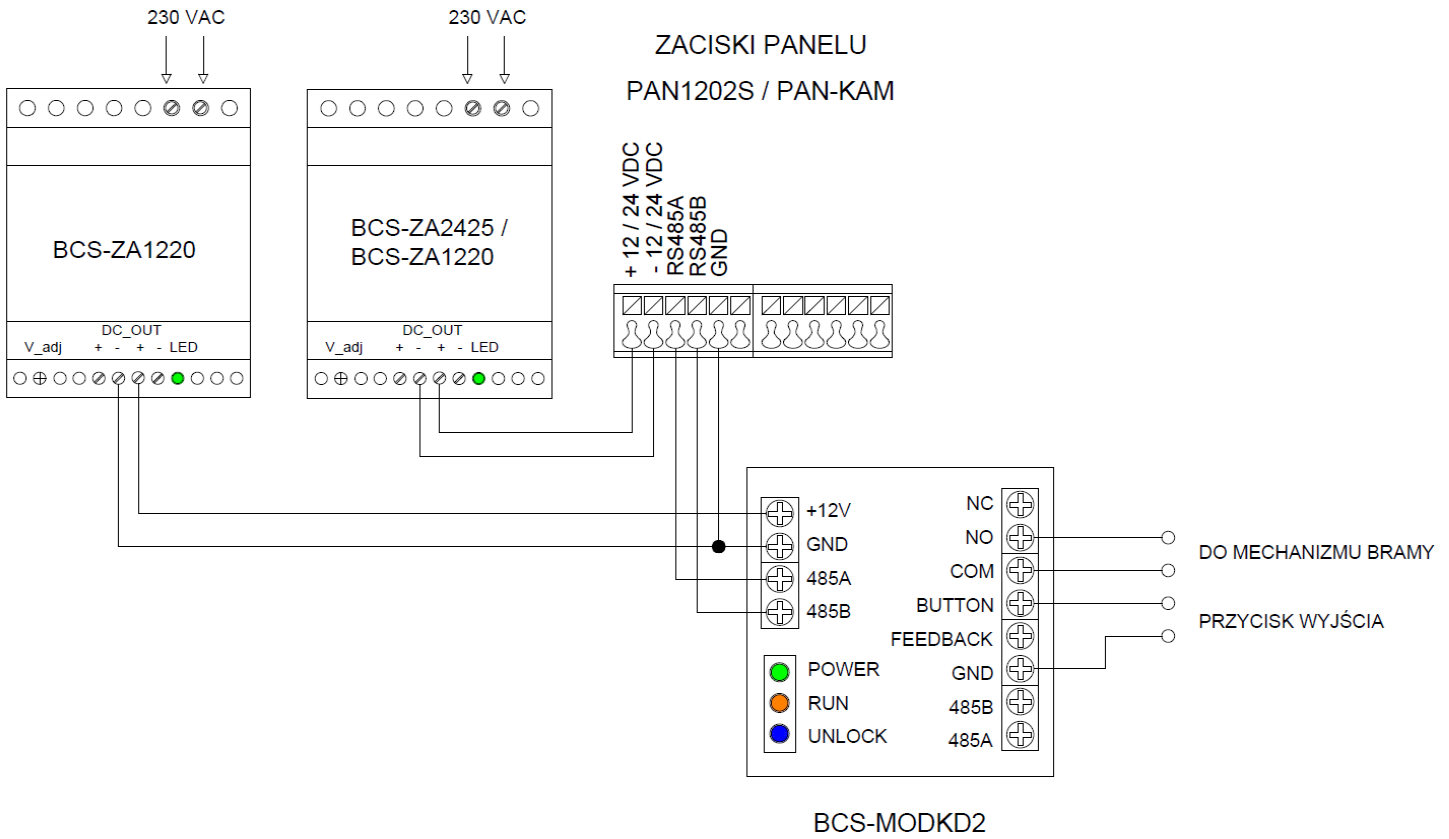 230 VAC
230 VAC
ZACISKI PANELU
PAN1202S / PAN-KAM
+ 12 / 24 VDC
- 12 / 24 VDC
RS485A
RS485B
GND
BCS-ZA1220
BCS-ZA2425 /
BCS-ZA1220
DC_OUT
V_adj + - + - LED
DC_OUT
V_adj + - + - LED
+12V
GND
485A
485B
POWER
RUN
UNLOCK
NC
NO
COM
BUTTON
FEEDBACK
GND
485B
485A
DO MECHANIZMU BRAMY
PRZYCISK WYJŚCIA
BCS-MODKD2